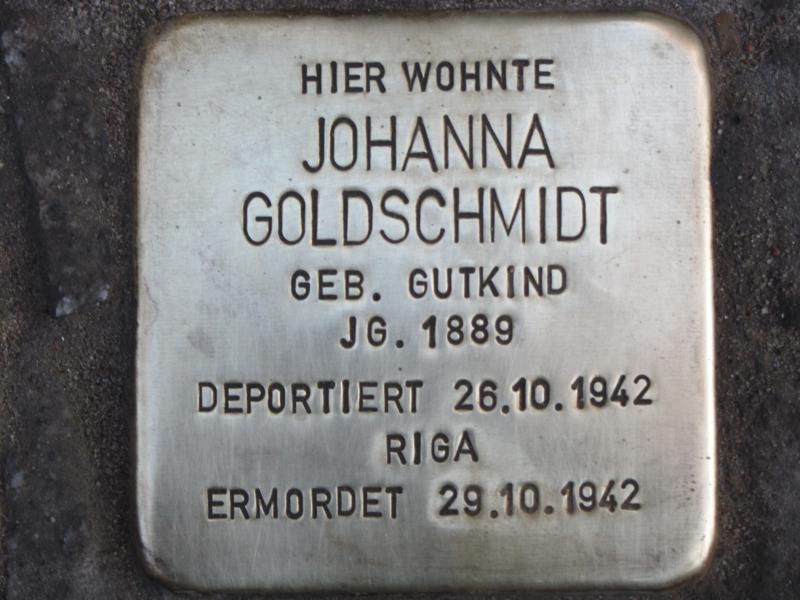 HIER WOHNTE
JOHANNA
GOLDSCHMIDT
GEB. GUTKIND
JG. 1889
DEPORTIERT 26.10.1942
RIGA
ERMORDET 29.10.1942